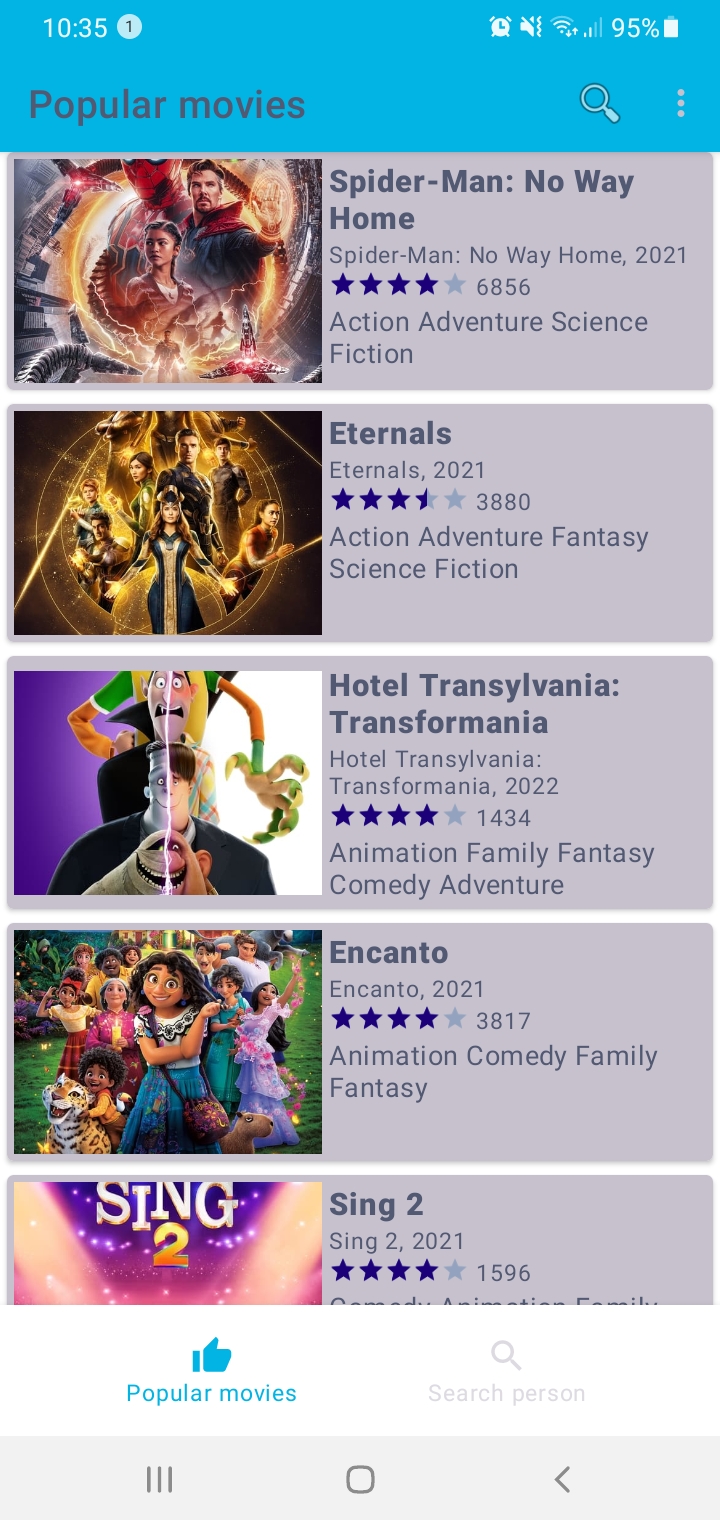 10:35 1 95%
Popular movies
Spider-Man: No Way
Home
Spider-Man: No Way Home, 2021
6856
Action Adventure Science
Fiction
Eternals
Eternals, 2021
3880
Action Adventure Fantasy
Science Fiction
Hotel Transylvania:
Transformania
Hotel Transylvania:
Transformania, 2022
1434
Animation Family Fantasy
Comedy Adventure
Encanto
Encanto, 2021
3817
Animation Comedy Family
Fantasy
SING
2
Sing 2
Sing 2, 2021
1596
Comedy Animation Family
Popular movies
Search person